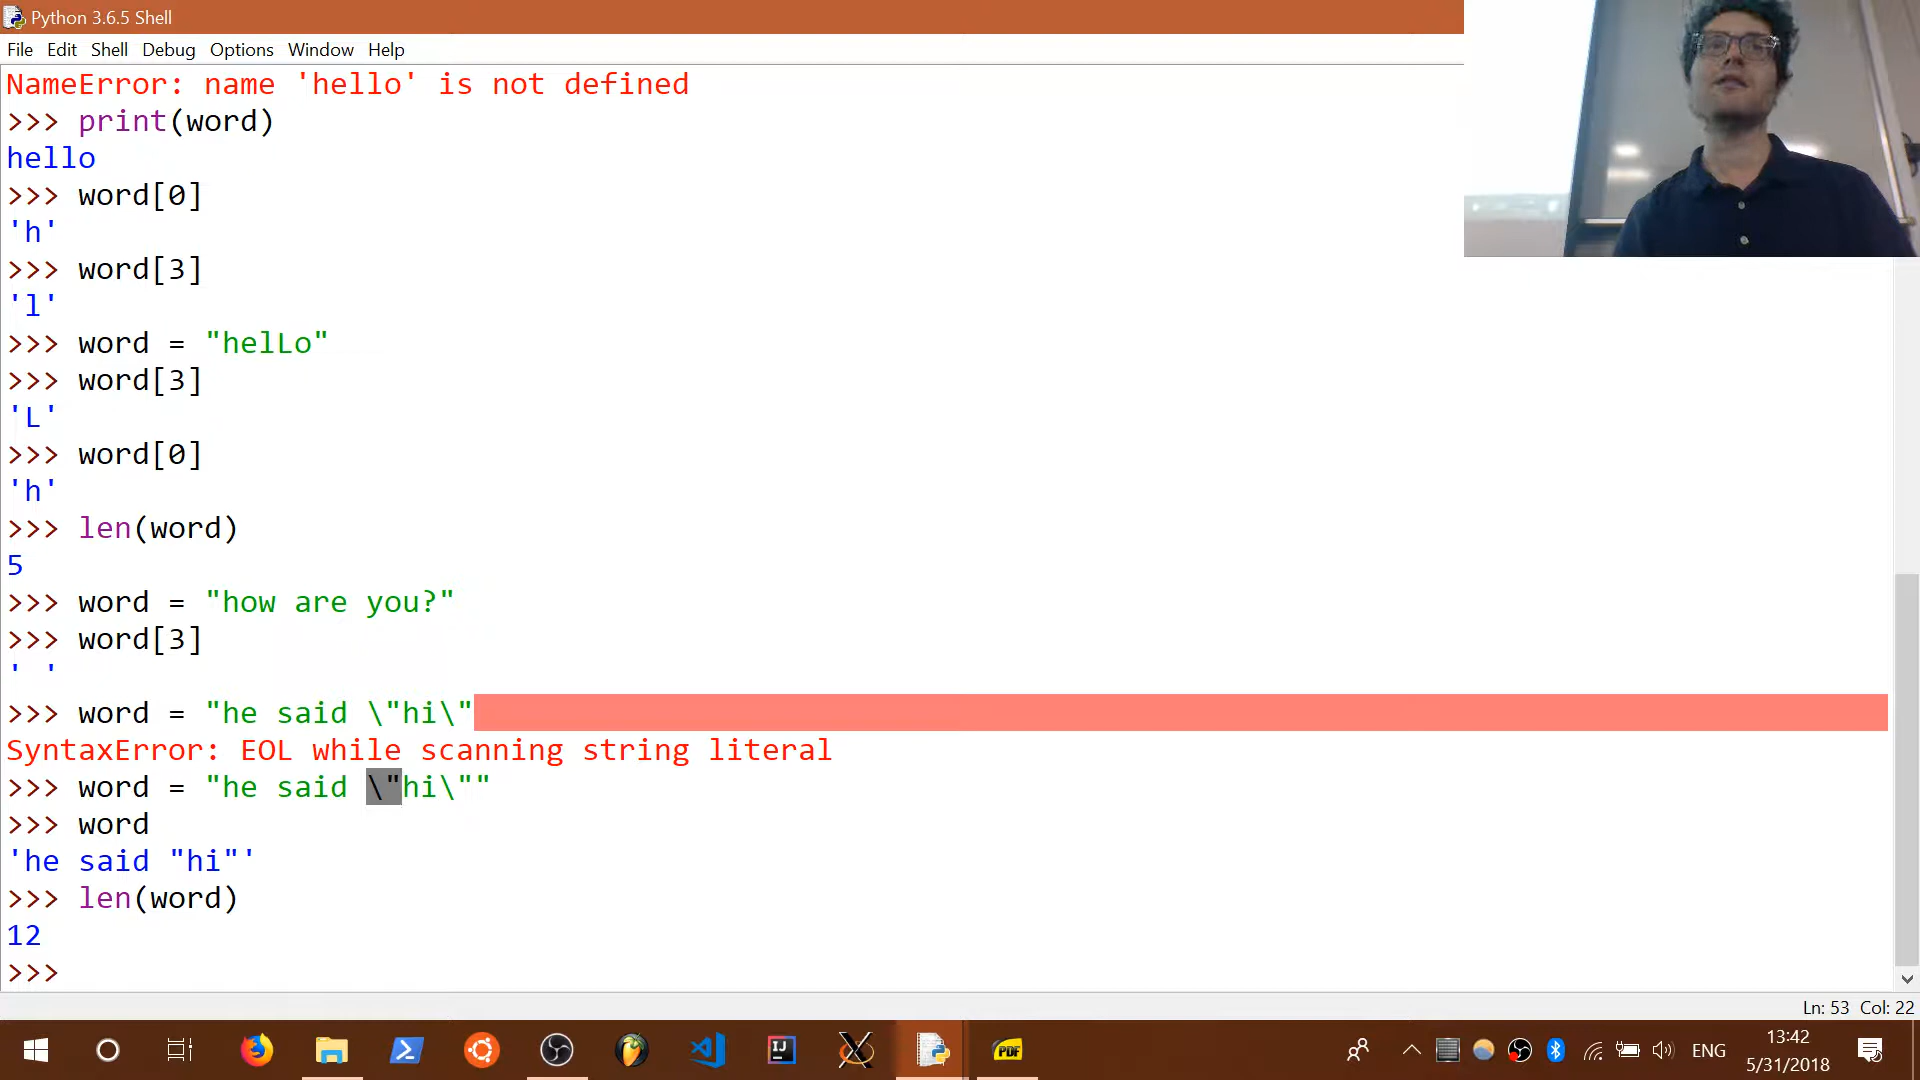 Python 3.6.5 Shell
File Edit Shell Debug Options Window Help
NameError: name 'hello' is not defined
>>> print(word)
hello
>>> word[0]
'h'
>>> word[3]
'l'
>>> word = "helLo"
>>> word[3]
'L'
>>> word[0]
'h'
>>> len(word)
5
>>> word = "how are you?"
>>> word[3]
' '
>>> word = "he said \"hi\"
SyntaxError: EOL while scanning string literal
>>> word = "he said \"hi\""
>>> word
'he said "hi"'
>>> len(word)
12
>>>
Ln: 53 Col: 22
IJ
PDF
ENG
13:42
5/31/2018